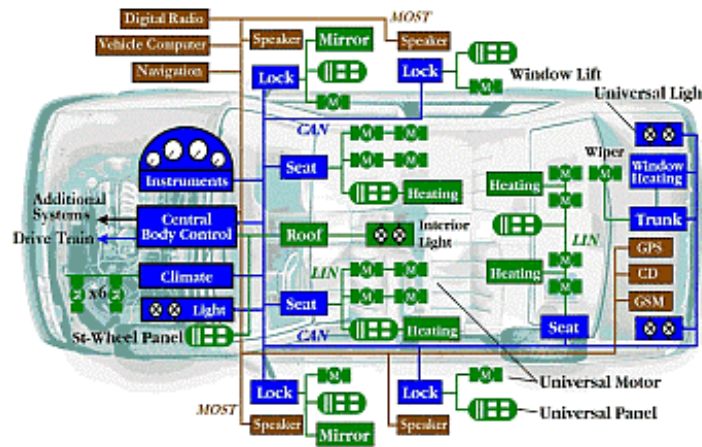 Digital Radio
MOST
Vehicle Computer
Speaker
Mirror
Speaker
Navigation
Lock
Lock
M
M
Window Lift
Universal Ligh
CAN
M M
Instruments
Seat
M M
Wiper
M M
Window
Heating
Additional
Systems
Heating
Heating
M
Central
Body Control
Trunk
Drive Train
Roof
Interior
Light
LIN
GPS
Climate
LIN
M M
Heating
M
CD
M x6 M
Seat
M M
M
GSM
Light
St-Wheel Panel
CAN
Heating
Seat
Lock
M
Lock
M
Universal Motor
MOST
Speaker
Mirror
Speaker
Universal Panel